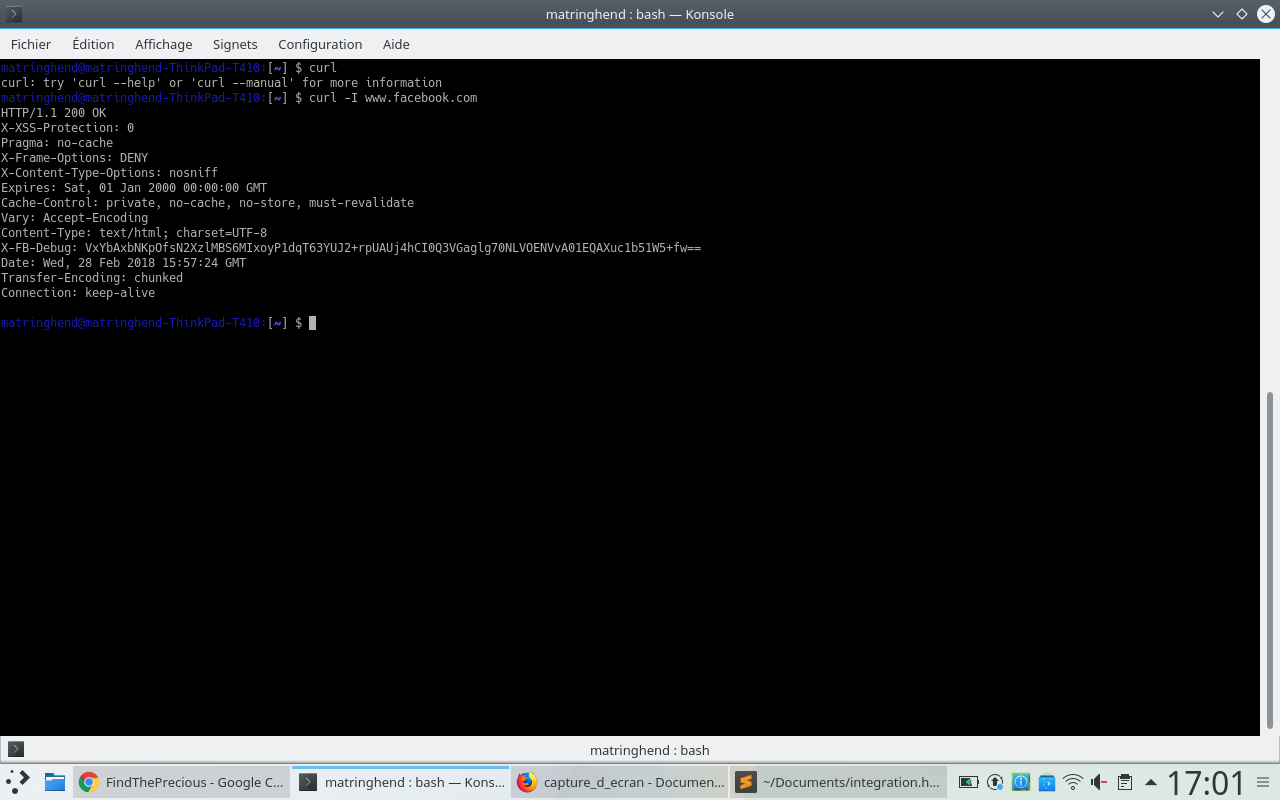 matringhend : bash — Konsole
Fichier Édition Affichage Signets Configuration Aide
matringhend@matringhend-ThinkPad-T410:[~] $ curl
curl: try 'curl --help' or 'curl --manual' for more information
matringhend@matringhend-ThinkPad-T410:[~] $ curl -I www.facebook.com
HTTP/1.1 200 OK
X-XSS-Protection: 0
Pragma: no-cache
X-Frame-Options: DENY
X-Content-Type-Options: nosniff
Expires: Sat, 01 Jan 2000 00:00:00 GMT
Cache-Control: private, no-cache, no-store, must-revalidate
Vary: Accept-Encoding
Content-Type: text/html; charset=UTF-8
X-FB-Debug: VxYbAxbNKpOfsN2XzlMBS6MIxoyP1dqT63YUJ2+rpUAUj4hCI0Q3VGaglg70NLVOENVvA01EQAXuc1b51W5+fw==
Date: Wed, 28 Feb 2018 15:57:24 GMT
Transfer-Encoding: chunked
Connection: keep-alive
matringhend@matringhend-ThinkPad-T410:[~] $
matringhend : bash
FindThePrecious - Google C... matringhend : bash — Kons... capture_d_ecran - Documen... ~/Documents/integration.h... 17:01